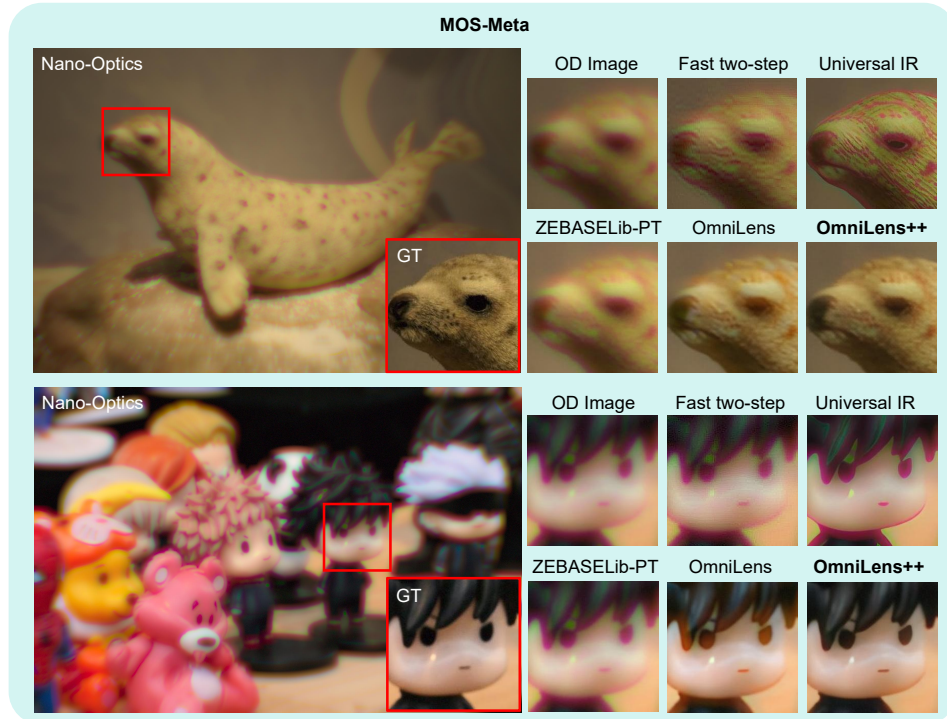 MOS-Meta
Nano-Optics
OD Image Fast two-step Universal IR
ZEBASELib-PT OmniLens OmniLens++
GT
Nano-Optics
OD Image Fast two-step Universal IR
ZEBASELib-PT OmniLens OmniLens++
GT